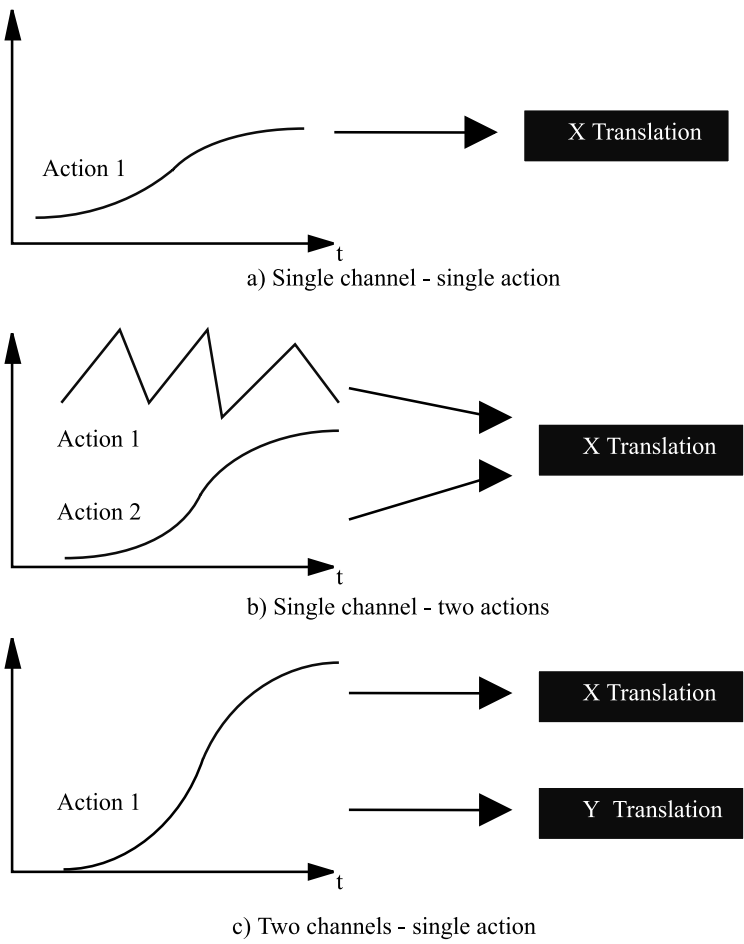 Action 1
X Translation
t
a) Single channel - single action
Action 1
X Translation
Action 2
t
b) Single channel - two actions
X Translation
Action 1
Y Translation
t
c) Two channels - single action